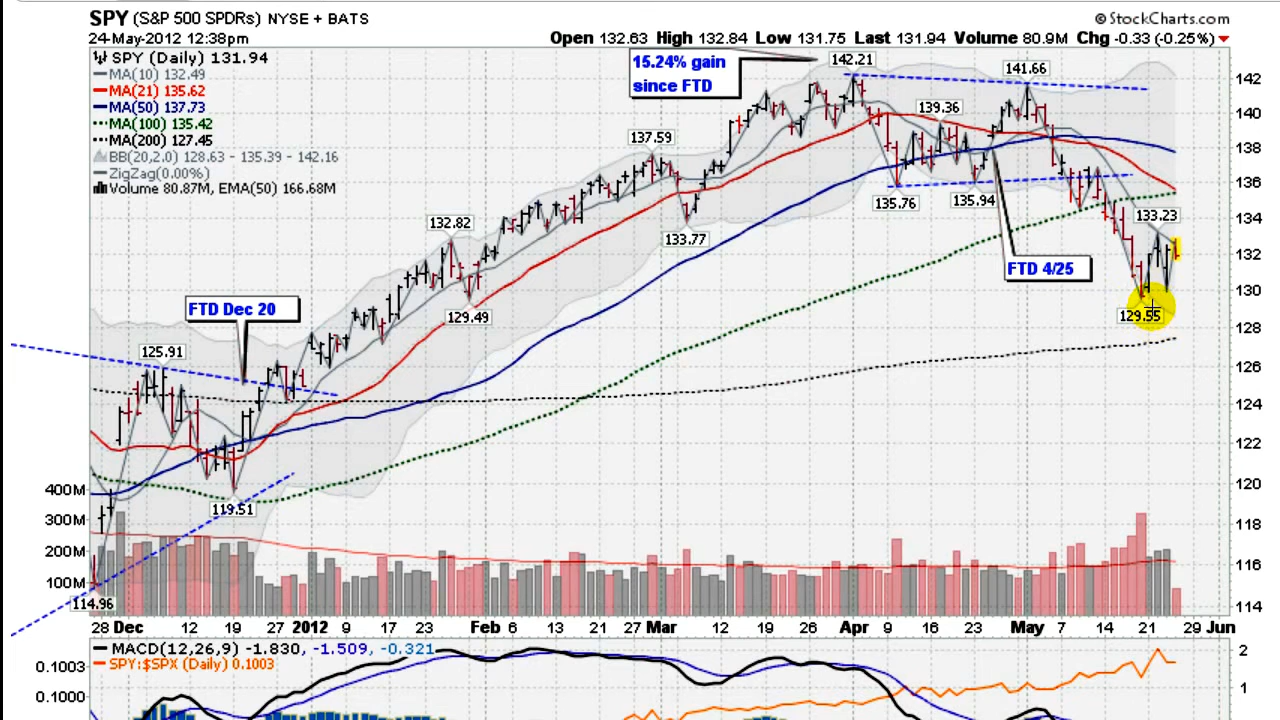 SPY (S&P 500 SPDRs) NYSE + BATS
© StockCharts.com
24-May-2012 12:38pm
Open 132.63 High 132.84 Low 131.75 Last 131.94 Volume 80.9M Chg -0.33 (-0.25%)
SPY (Daily) 131.94
MA(10) 132.49
MA(21) 135.62
MA(50) 137.73
MA(100) 135.42
MA(200) 127.45
BB(20,2.0) 128.63 - 135.39 - 142.16
ZigZag(0.00%)
Volume 80.87M, EMA(50) 166.68M
15.24% gain
since FTD
142.21
141.66
139.36
137.59
135.76
135.94
133.77
133.23
132.82
FTD 4/25
129.49
129.55
FTD Dec 20
125.91
119.51
114.96
142
140
138
136
134
132
130
128
126
124
122
120
118
116
114
400M
300M
200M
100M
28 Dec 12 19 27 2012 9 17 23 Feb 6 13 21 27 Mar 12 19 26 Apr 9 16 23 May 7 14 21 29 Jun
MACD(12,26,9) -1.830, -1.509, -0.321
SPY:$SPX (Daily) 0.1003
0.1003
0.1000
2
1